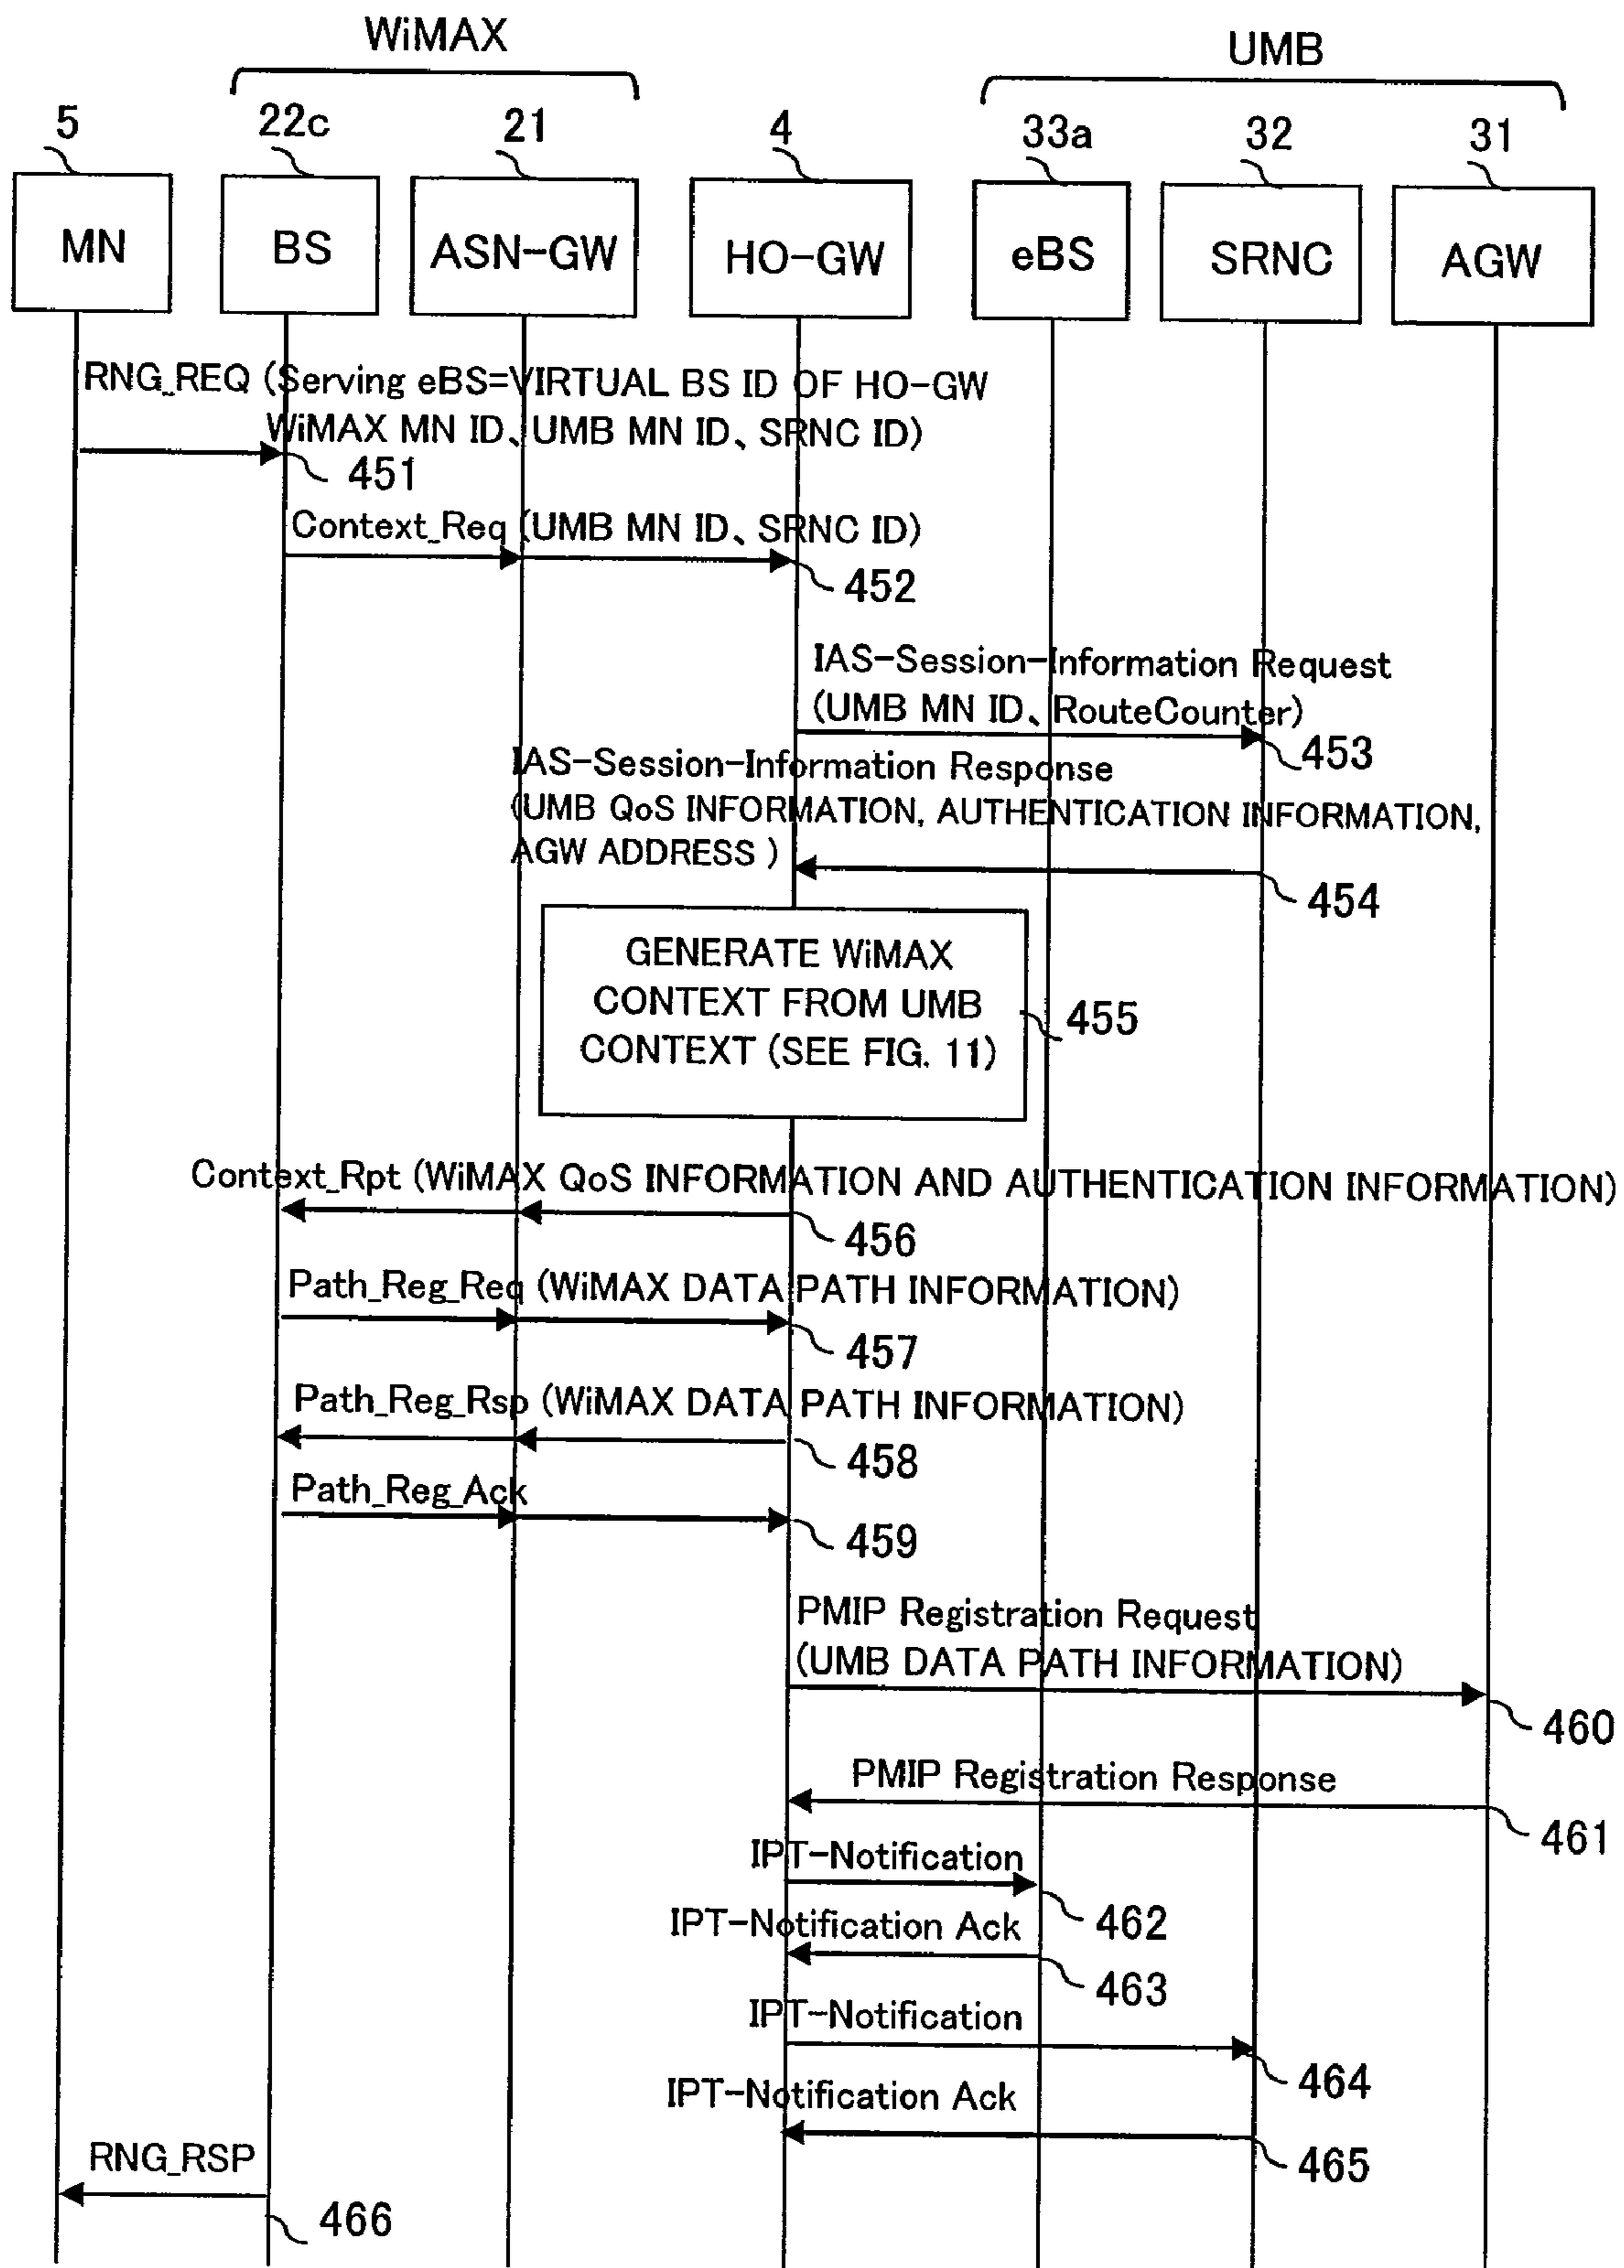 WiMAX
UMB
5
22c
21
4
33a
32
31
MN
BS
ASN-GW
HO-GW
eBS
SRNC
AGW
RNG_REQ (Serving eBS=VIRTUAL BS ID OF HO-GW
WiMAX MN ID、UMB MN ID、SRNC ID)
451
Context_Req (UMB MN ID、SRNC ID)
452
IAS-Session-Information Request
(UMB MN ID、RouteCounter)
453
IAS-Session-Information Response
(UMB QoS INFORMATION, AUTHENTICATION INFORMATION,
AGW ADDRESS )
454
GENERATE WiMAX
CONTEXT FROM UMB
CONTEXT (SEE FIG. 11)
455
Context_Rpt (WiMAX QoS INFORMATION AND AUTHENTICATION INFORMATION)
456
Path_Reg_Req (WiMAX DATA PATH INFORMATION)
457
Path_Reg_Rsp (WiMAX DATA PATH INFORMATION)
458
Path_Reg_Ack
459
PMIP Registration Request
(UMB DATA PATH INFORMATION)
460
PMIP Registration Response
461
IPT-Notification
462
IPT-Notification Ack
463
IPT-Notification
464
IPT-Notification Ack
465
RNG_RSP
466